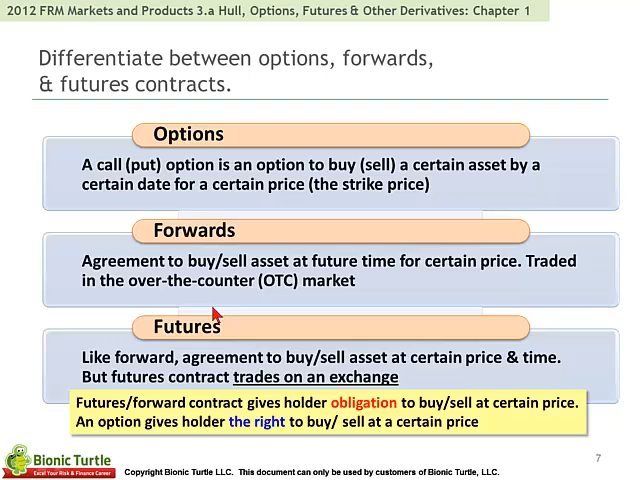 2012 FRM Markets and Products 3.a Hull, Options, Futures & Other Derivatives: Chapter 1
Differentiate between options, forwards,
& futures contracts.
Options
A call (put) option is an option to buy (sell) a certain asset by a
certain date for a certain price (the strike price)
Forwards
Agreement to buy/sell asset at future time for certain price. Traded
in the over-the-counter (OTC) market
Futures
Like forward, agreement to buy/sell asset at certain price & time.
But futures contract trades on an exchange
Futures/forward contract gives holder obligation to buy/sell at certain price.
An option gives holder the right to buy/ sell at a certain price
7
Bionic Turtle
Excel Your Risk & Finance Career
Copyright Bionic Turtle LLC.  This document can only be used by customers of Bionic Turtle, LLC.